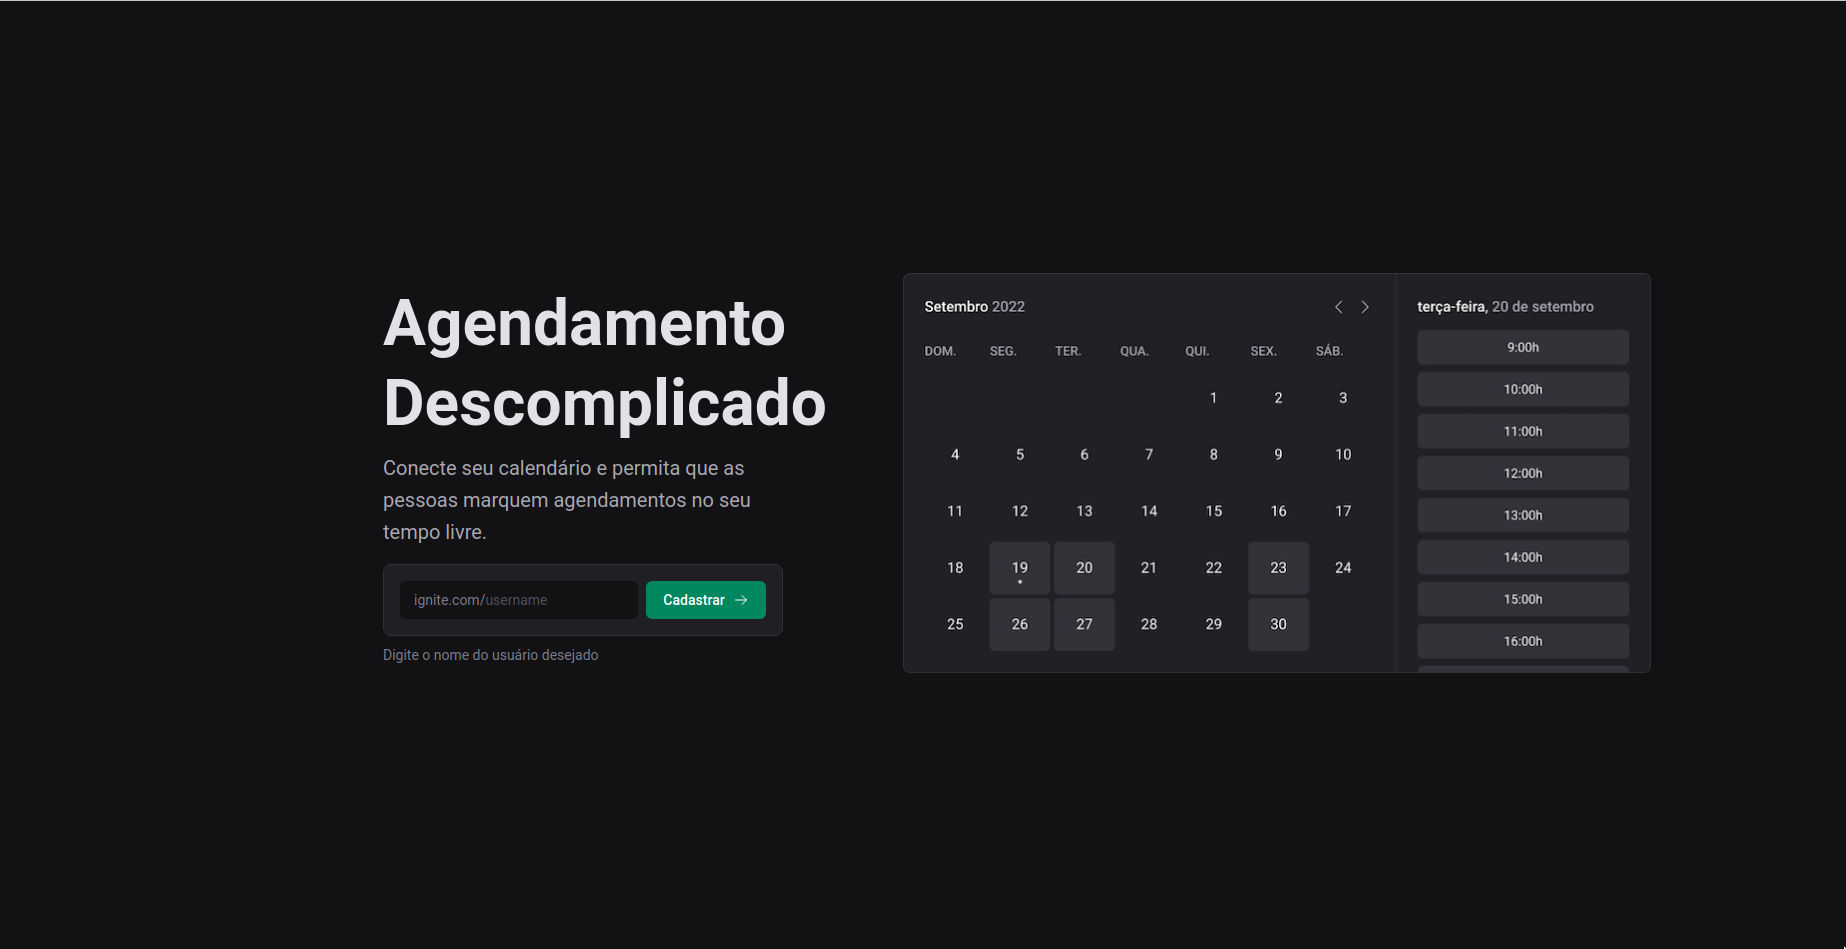 Agendamento
Descomplicado
Conecte seu calendário e permita que as
pessoas marquem agendamentos no seu
tempo livre.
ignite.com/username
Cadastrar
Digite o nome do usuário desejado
Setembro 2022
DOM. SEG. TER. QUA. QUI. SEX. SÁB.
1 2 3
4 5 6 7 8 9 10
11 12 13 14 15 16 17
18 19 20 21 22 23 24
25 26 27 28 29 30
terça-feira, 20 de setembro
9:00h
10:00h
11:00h
12:00h
13:00h
14:00h
15:00h
16:00h